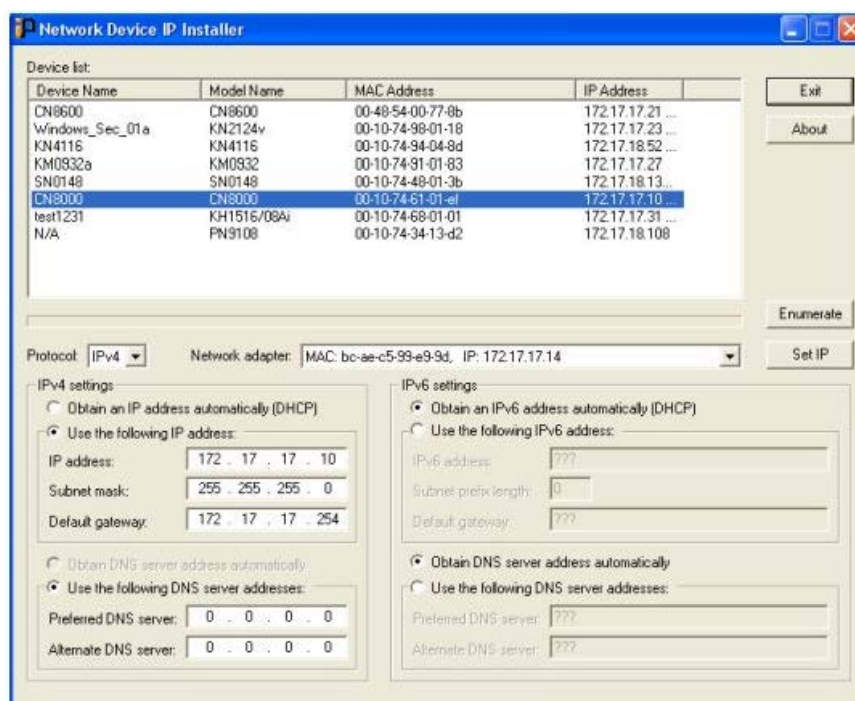 Network Device IP Installer
Device list:
Device Name Model Name MAC Address IP Address
CN8600 CN8600 00-48-54-00-77-8b 172.17.17.21 ...
Windows_Sec_01a KN2124v 00-10-74-98-01-18 172.17.17.23 ...
KN4116 KN4116 00-10-74-94-04-8d 172.17.18.52 ...
KM0932a KM0932 00-10-74-91-01-83 172.17.17.27
SN0148 SN0148 00-10-74-48-01-3b 172.17.18.13...
CN8000 CN8000 00-10-74-61-01-ef 172.17.17.10 ...
test1231 KH1516/08Ai 00-10-74-68-01-01 172.17.17.31 ...
N/A PN9108 00-10-74-34-13-d2 172.17.18.108
Exit
About
Enumerate
Protocol: IPv4 Network adapter: MAC: bc-ae-c5-99-e9-9d, IP: 172.17.17.14 Set IP
IPv4 settings
Obtain an IP address automatically (DHCP)
Use the following IP address:
IP address: 172 . 17 . 17 . 10
Subnet mask: 255 . 255 . 255 . 0
Default gateway: 172 . 17 . 17 . 254
Obtain DNS server address automatically
Use the following DNS server addresses:
Preferred DNS server: 0 . 0 . 0 . 0
Alternate DNS server: 0 . 0 . 0 . 0
IPv6 settings
Obtain an IPv6 address automatically (DHCP)
Use the following IPv6 address:
IPv6 address: ???
Subnet prefix length: 0
Default gateway: ???
Obtain DNS server address automatically
Use the following DNS server addresses:
Preferred DNS server: ???
Alternate DNS server: ???